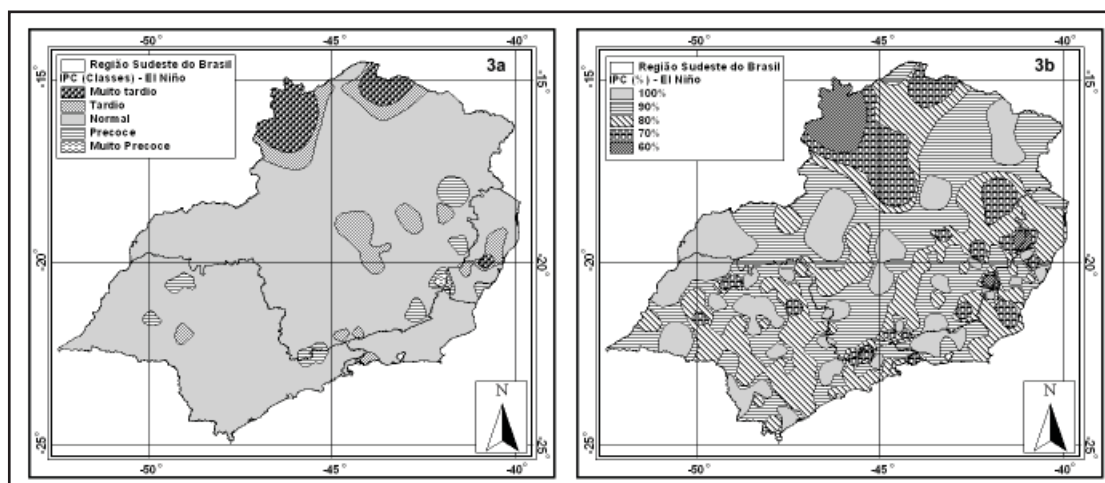 -50°
-45°
-40°
Região Sudeste do Brasil
IPC (Classes) - El Niño
Muito tardio
Tardio
Normal
Precoce
Muito Precoce
3a
-15°
-15°
-20°
-20°
-25°
-25°
N
-50°
-45°
-40°
-50°
-45°
-40°
Região Sudeste do Brasil
IPC (%) - El Niño
100%
90%
80%
70%
60%
3b
-15°
-15°
-20°
-20°
-25°
-25°
N
-50°
-45°
-40°